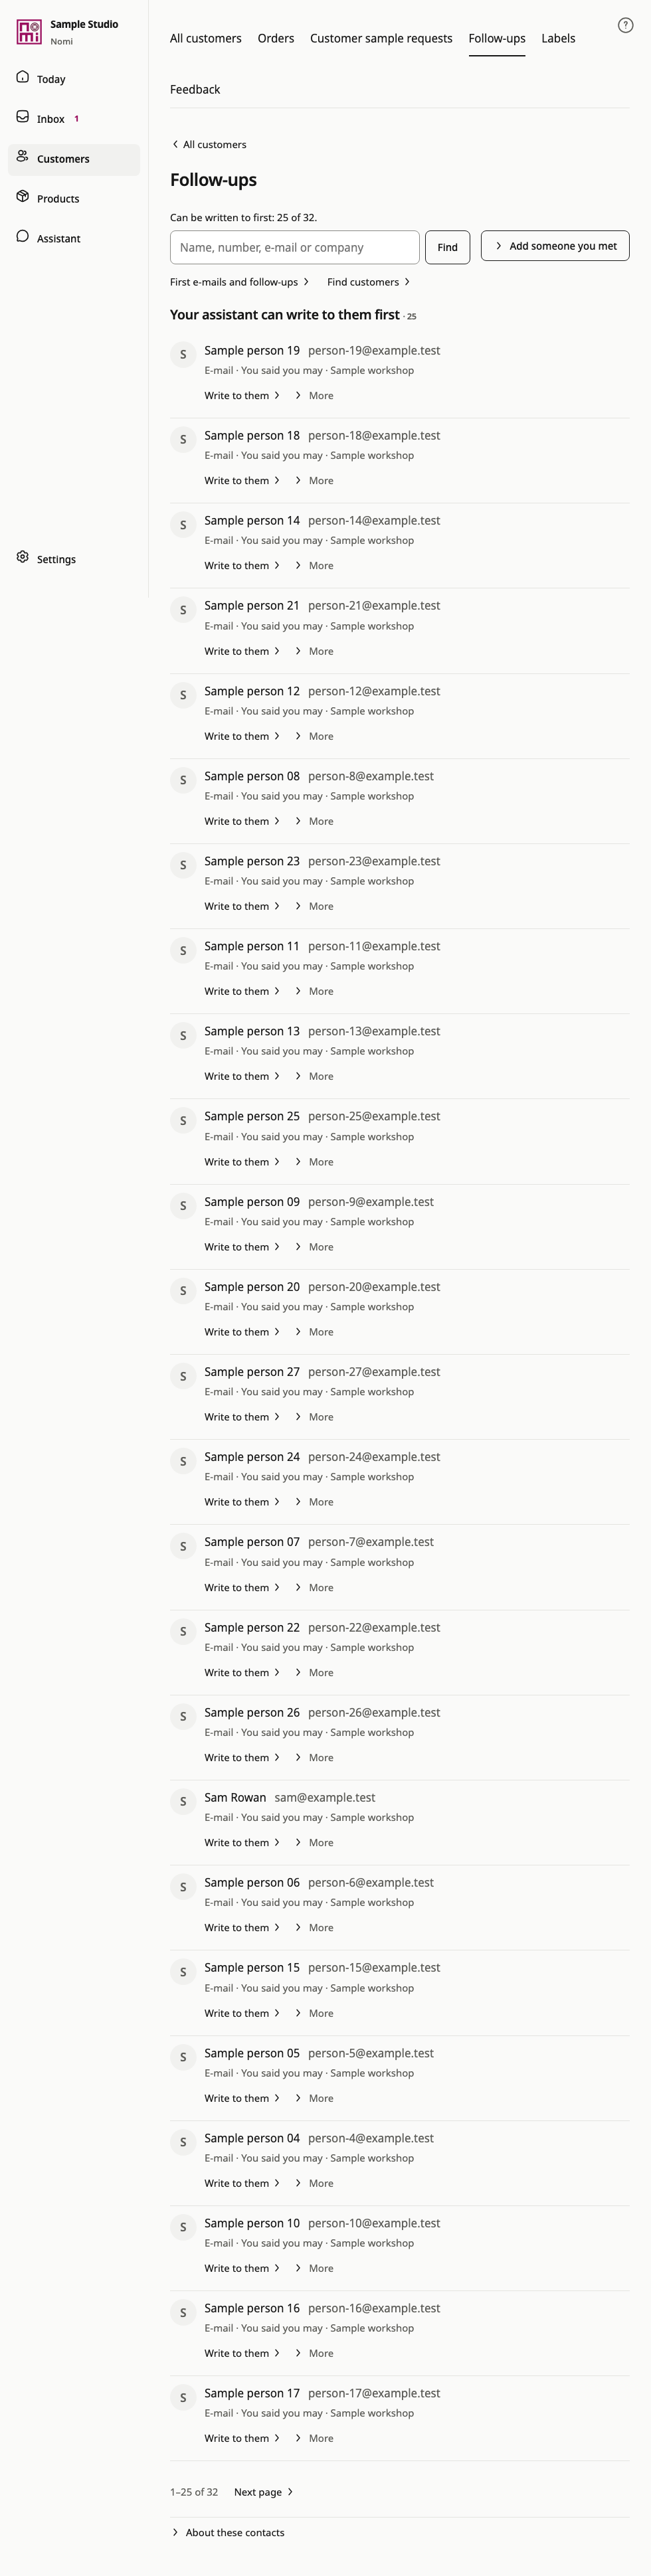 Sample Studio
Nomi
Today
Inbox 1
Customers
Products
Assistant
Settings
All customers Orders Customer sample requests Follow-ups Labels
Feedback
All customers
Follow-ups
Can be written to first: 25 of 32.
Name, number, e-mail or company Find Add someone you met
First e-mails and follow-ups Find customers
Your assistant can write to them first · 25
S Sample person 19 person-19@example.test
E-mail · You said you may · Sample workshop
Write to them More
S Sample person 18 person-18@example.test
E-mail · You said you may · Sample workshop
Write to them More
S Sample person 14 person-14@example.test
E-mail · You said you may · Sample workshop
Write to them More
S Sample person 21 person-21@example.test
E-mail · You said you may · Sample workshop
Write to them More
S Sample person 12 person-12@example.test
E-mail · You said you may · Sample workshop
Write to them More
S Sample person 08 person-8@example.test
E-mail · You said you may · Sample workshop
Write to them More
S Sample person 23 person-23@example.test
E-mail · You said you may · Sample workshop
Write to them More
S Sample person 11 person-11@example.test
E-mail · You said you may · Sample workshop
Write to them More
S Sample person 13 person-13@example.test
E-mail · You said you may · Sample workshop
Write to them More
S Sample person 25 person-25@example.test
E-mail · You said you may · Sample workshop
Write to them More
S Sample person 09 person-9@example.test
E-mail · You said you may · Sample workshop
Write to them More
S Sample person 20 person-20@example.test
E-mail · You said you may · Sample workshop
Write to them More
S Sample person 27 person-27@example.test
E-mail · You said you may · Sample workshop
Write to them More
S Sample person 24 person-24@example.test
E-mail · You said you may · Sample workshop
Write to them More
S Sample person 07 person-7@example.test
E-mail · You said you may · Sample workshop
Write to them More
S Sample person 22 person-22@example.test
E-mail · You said you may · Sample workshop
Write to them More
S Sample person 26 person-26@example.test
E-mail · You said you may · Sample workshop
Write to them More
S Sam Rowan sam@example.test
E-mail · You said you may · Sample workshop
Write to them More
S Sample person 06 person-6@example.test
E-mail · You said you may · Sample workshop
Write to them More
S Sample person 15 person-15@example.test
E-mail · You said you may · Sample workshop
Write to them More
S Sample person 05 person-5@example.test
E-mail · You said you may · Sample workshop
Write to them More
S Sample person 04 person-4@example.test
E-mail · You said you may · Sample workshop
Write to them More
S Sample person 10 person-10@example.test
E-mail · You said you may · Sample workshop
Write to them More
S Sample person 16 person-16@example.test
E-mail · You said you may · Sample workshop
Write to them More
S Sample person 17 person-17@example.test
E-mail · You said you may · Sample workshop
Write to them More
1–25 of 32 Next page
About these contacts